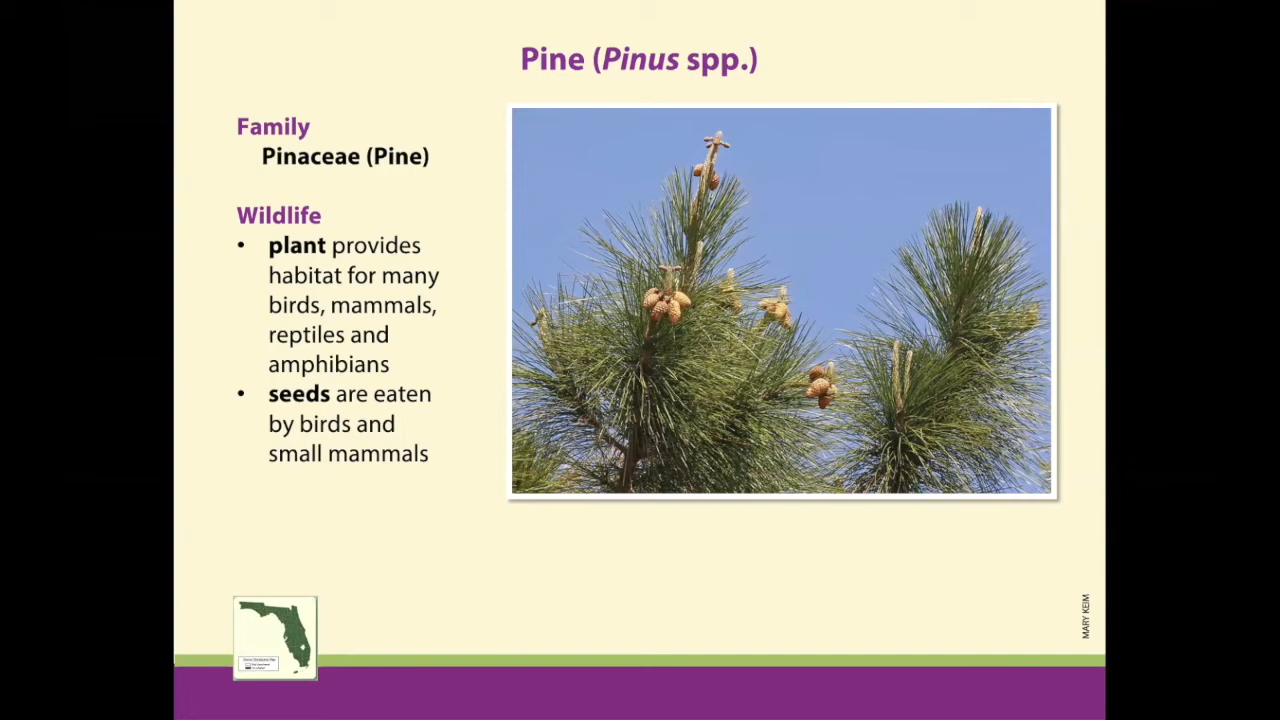 Pine (Pinus spp.)
Family
Pinaceae (Pine)
Wildlife
• plant provides
habitat for many
birds, mammals,
reptiles and
amphibians
• seeds are eaten
by birds and
small mammals
MARY KEIM